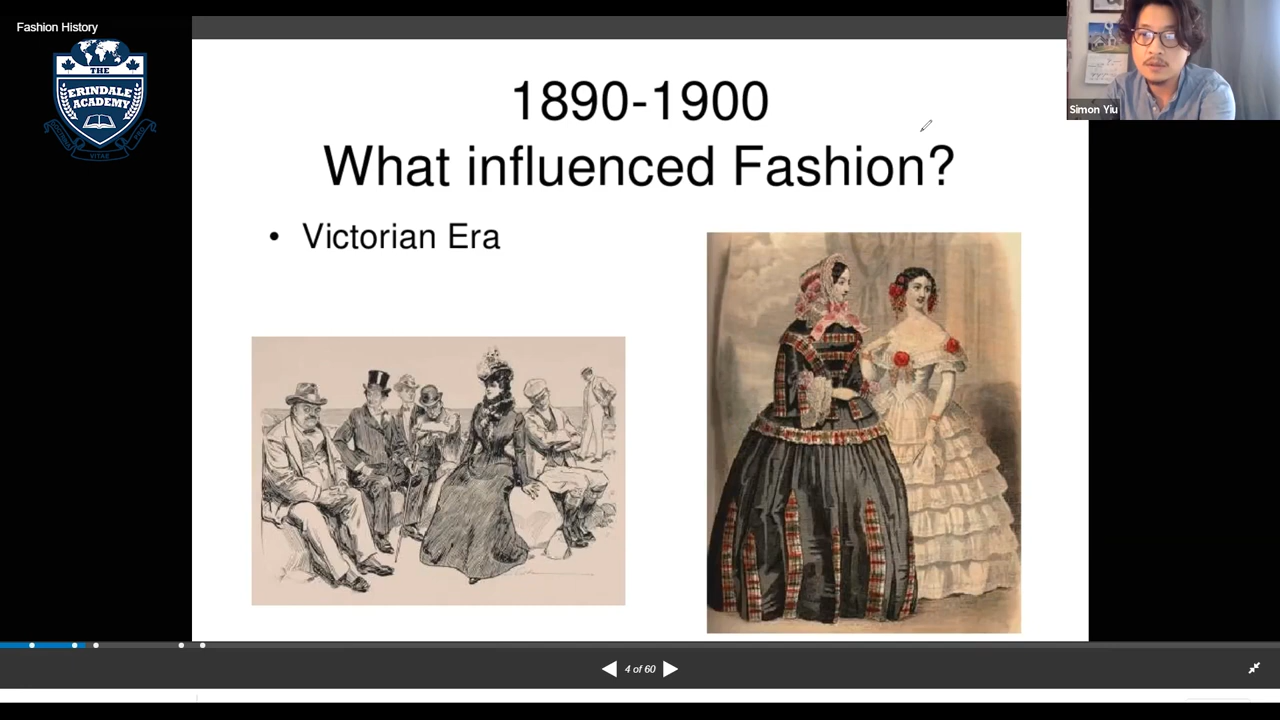 Fashion History
THE
ERINDALE
ACADEMY
VITAE
1890-1900
What influenced Fashion?
• Victorian Era
Simon Yiu
4 of 60